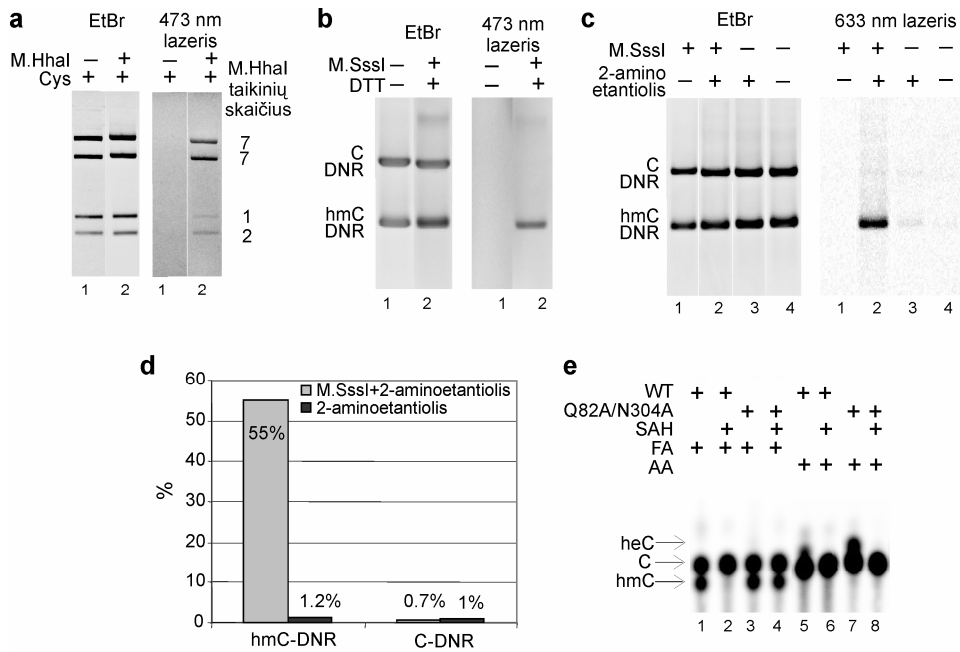 a
EtBr
473 nm lazeris
M.HhaI
– + – +
Cys
+ + + +
M.HhaI taikinių skaičius
7
7
1
2
1 2 1 2
b
EtBr
473 nm lazeris
M.SssI
– + – +
DTT
– + – +
C DNR
hmC DNR
1 2 1 2
c
EtBr
633 nm lazeris
M.SssI
+ + – – + + – –
2-amino etantiolis
– + + – – + + –
C DNR
hmC DNR
1 2 3 4 1 2 3 4
d
60
50
40
30
20
10
0
%
M.SssI+2-aminoetantiolis
2-aminoetantiolis
55%
1.2%
0.7%
1%
hmC-DNR
C-DNR
e
WT + + + +
Q82A/N304A + + + +
SAH + + + +
FA + + + +
AA + + + +
heC
C
hmC
1 2 3 4 5 6 7 8